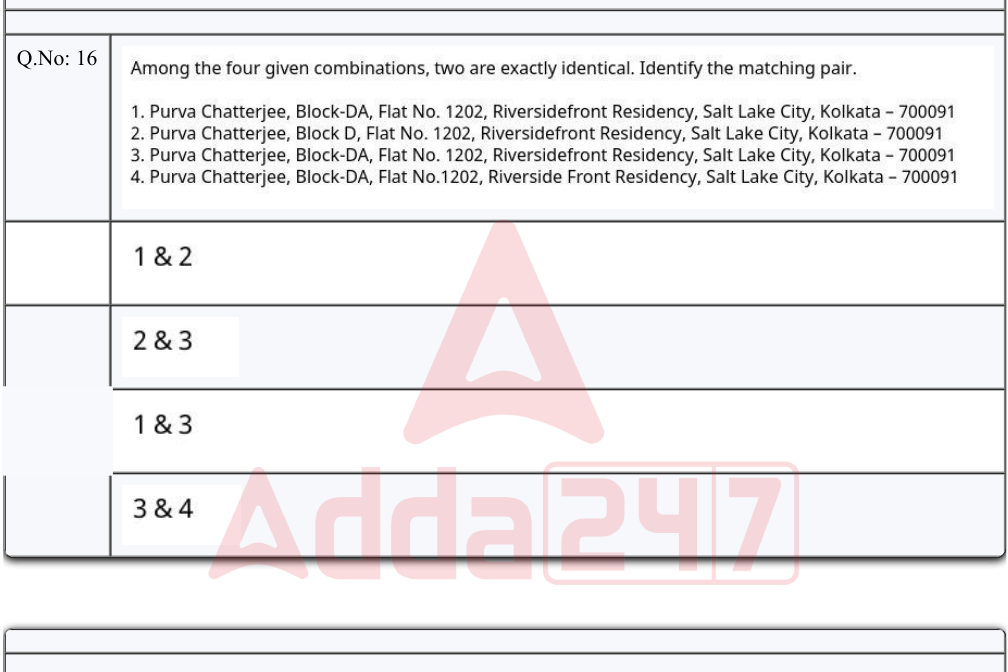 Q.No: 16
Among the four given combinations, two are exactly identical. Identify the matching pair.
1. Purva Chatterjee, Block-DA, Flat No. 1202, Riversidefront Residency, Salt Lake City, Kolkata – 700091
2. Purva Chatterjee, Block D, Flat No. 1202, Riversidefront Residency, Salt Lake City, Kolkata – 700091
3. Purva Chatterjee, Block-DA, Flat No. 1202, Riversidefront Residency, Salt Lake City, Kolkata – 700091
4. Purva Chatterjee, Block-DA, Flat No.1202, Riverside Front Residency, Salt Lake City, Kolkata – 700091
1 & 2
2 & 3
1 & 3
3 & 4
Adda247